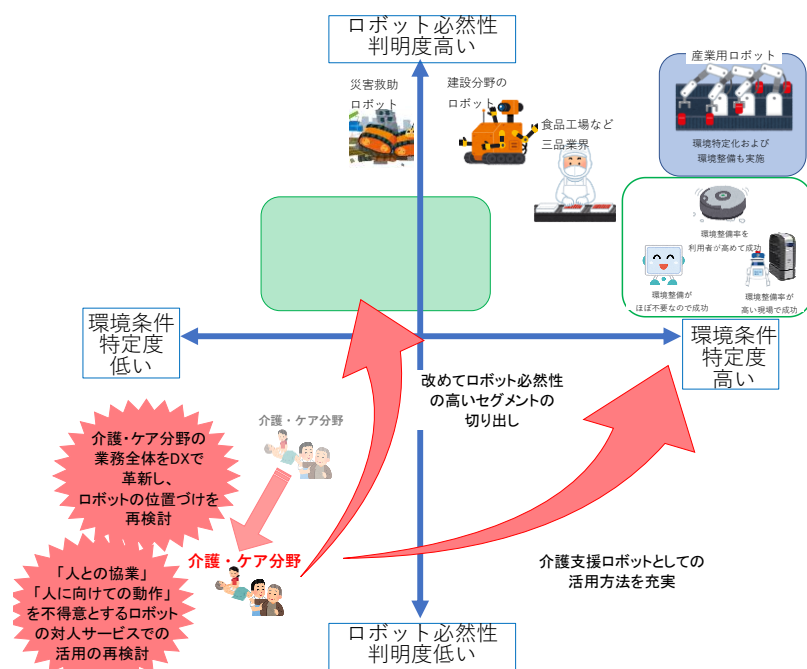 ロボット必然性
判明度高い
災害救助
ロボット
建設分野の
ロボット
食品工場など
三品業界
産業用ロボット
環境特定化および
環境整備も実施
環境整備率を
利用者が高めて成功
環境整備が
ほぼ不要なので成功
環境整備率が
高い現場で成功
環境条件
特定度
低い
環境条件
特定度
高い
改めてロボット必然性
の高いセグメントの
切り出し
介護・ケア分野
介護・ケア分野の
業務全体をDXで
革新し、
ロボットの位置づけを
再検討
介護・ケア分野
「人との協業」
「人に向けての動作」
を不得意とするロボット
の対人サービスでの
活用の再検討
介護支援ロボットとしての
活用方法を充実
ロボット必然性
判明度低い